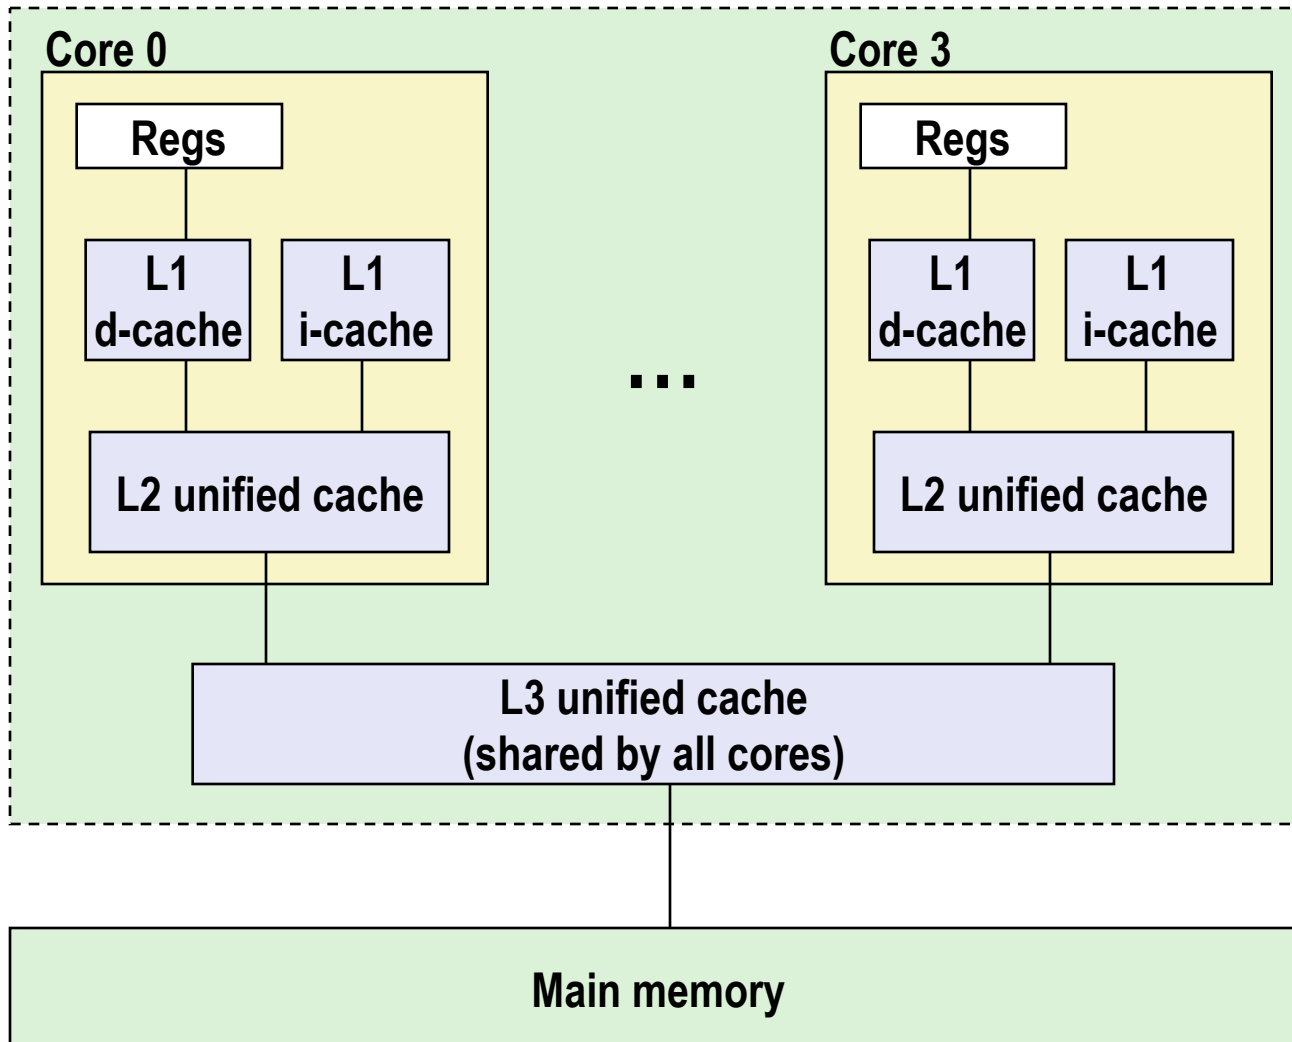 Core 0
Regs
L1
d-cache
L1
i-cache
L2 unified cache
...
Core 3
Regs
L1
d-cache
L1
i-cache
L2 unified cache
L3 unified cache
(shared by all cores)
Main memory